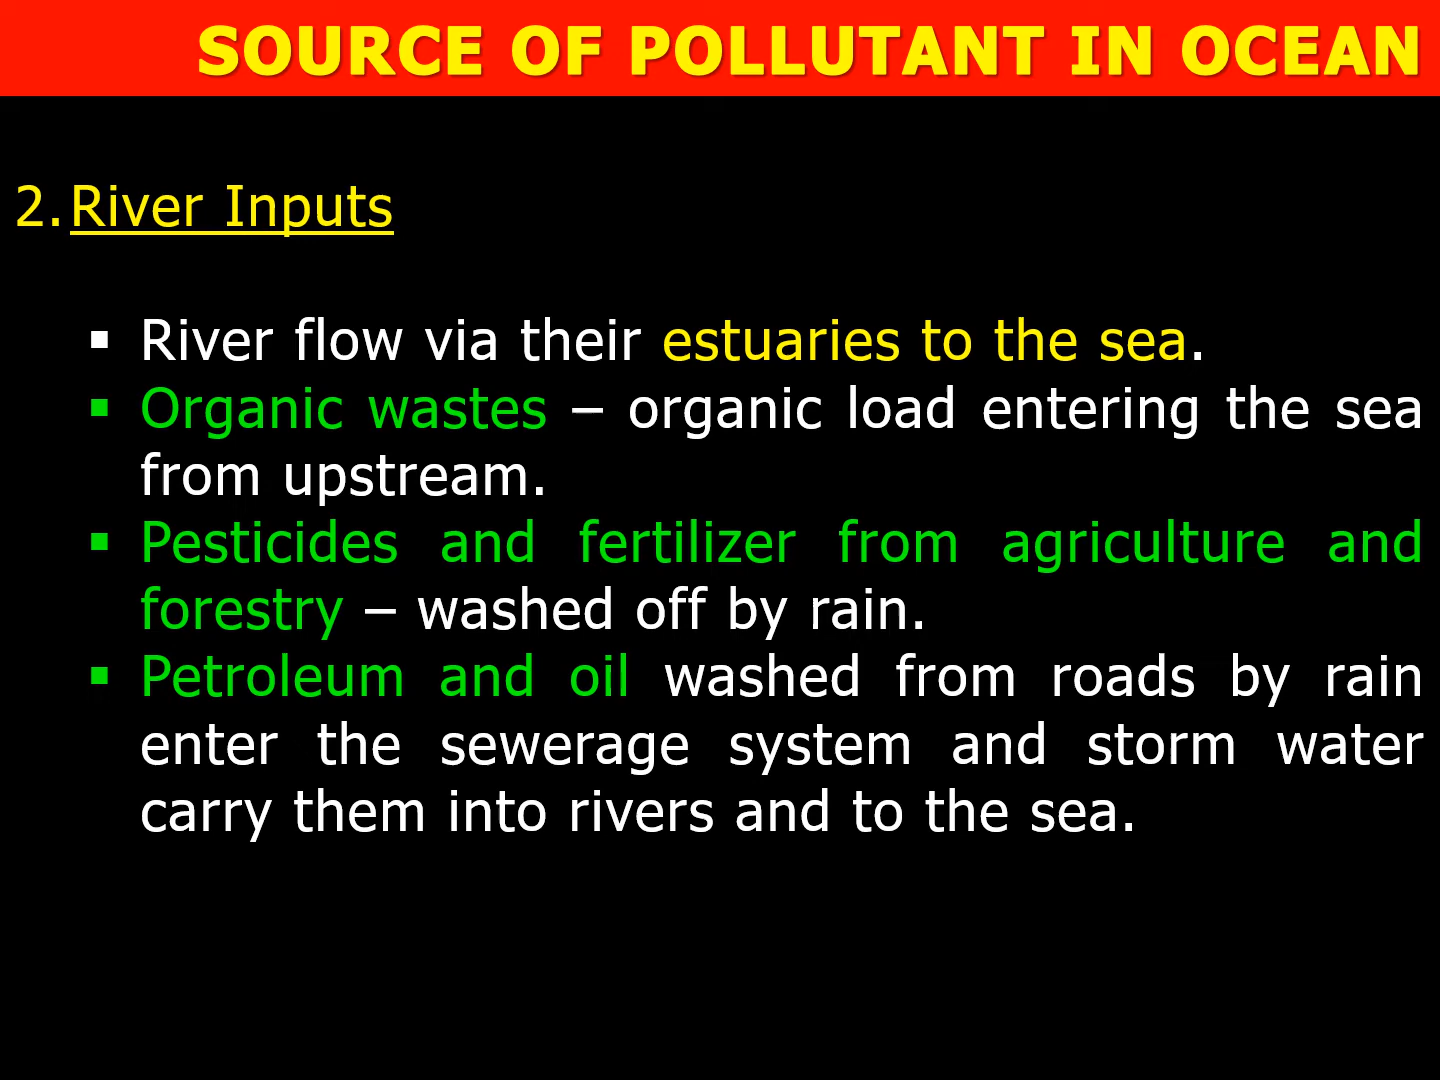 SOURCE OF POLLUTANT IN OCEAN
2. River Inputs
▪ River flow via their estuaries to the sea.
▪ Organic wastes – organic load entering the sea
from upstream.
▪ Pesticides and fertilizer from agriculture and
forestry – washed off by rain.
▪ Petroleum and oil washed from roads by rain
enter the sewerage system and storm water
carry them into rivers and to the sea.